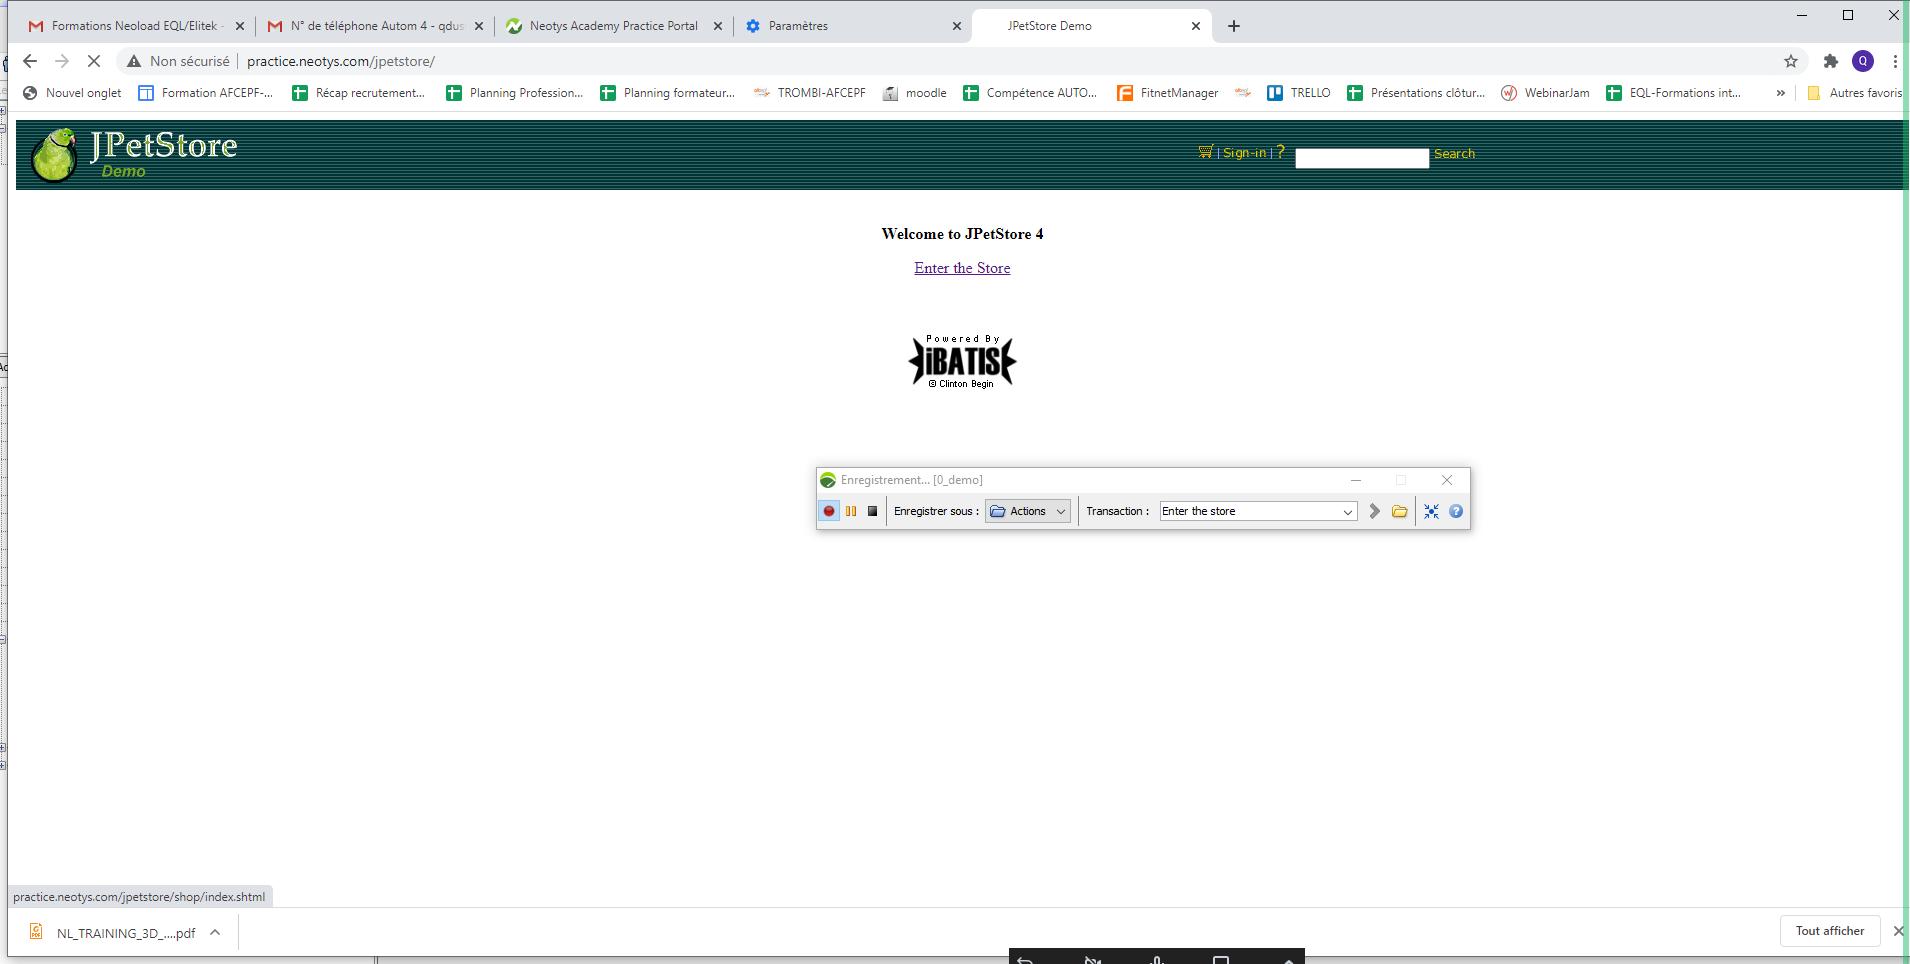 Formations Neoload EQL/Elitek -
N° de téléphone Autom 4 - qdus
Neotys Academy Practice Portal
Paramètres
JPetStore Demo
Non sécurisé
practice.neotys.com/jpetstore/
Q
Nouvel onglet
Formation AFCEPF-...
Récap recrutement...
Planning Profession...
Planning formateur...
TROMBI-AFCEPF
moodle
Compétence AUTO...
FitnetManager
TRELLO
Présentations clôtur...
WebinarJam
EQL-Formations int...
»
Autres favoris
JPetStore
Demo
| Sign-in | ?
Search
Welcome to JPetStore 4
Enter the Store
Powered By
iBATIS
© Clinton Begin
Enregistrement... [0_demo]
Enregistrer sous :
Actions
Transaction :
Enter the store
practice.neotys.com/jpetstore/shop/index.shtml
NL_TRAINING_3D_....pdf
Tout afficher